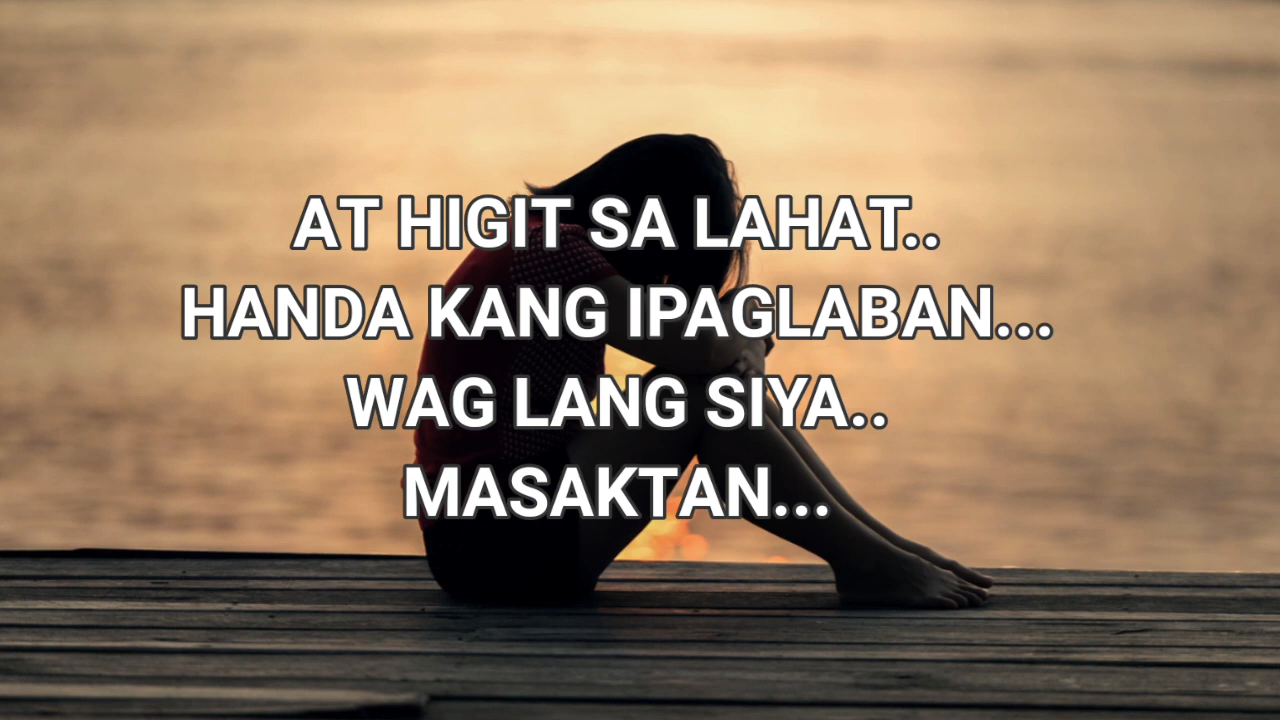 AT HIGIT SA LAHAT..
HANDA KANG IPAGLABAN...
WAG LANG SIYA..
MASAKTAN...